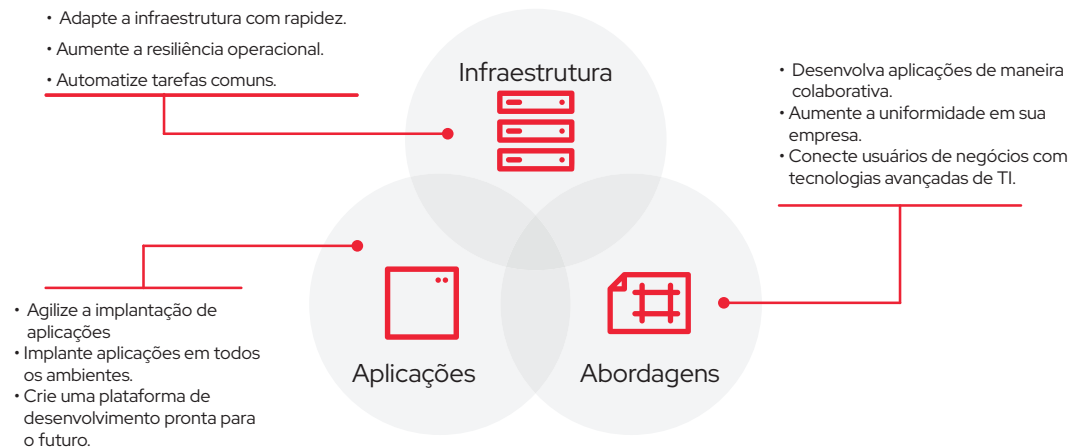 • Adapte a infraestrutura com rapidez.
• Aumente a resiliência operacional.
• Automatize tarefas comuns.
Infraestrutura
• Desenvolva aplicações de maneira
colaborativa.
• Aumente a uniformidade em sua
empresa.
• Conecte usuários de negócios com
tecnologias avançadas de TI.
• Agilize a implantação de
aplicações
• Implante aplicações em todos
os ambientes.
• Crie uma plataforma de
desenvolvimento pronta para
o futuro.
Aplicações
Abordagens